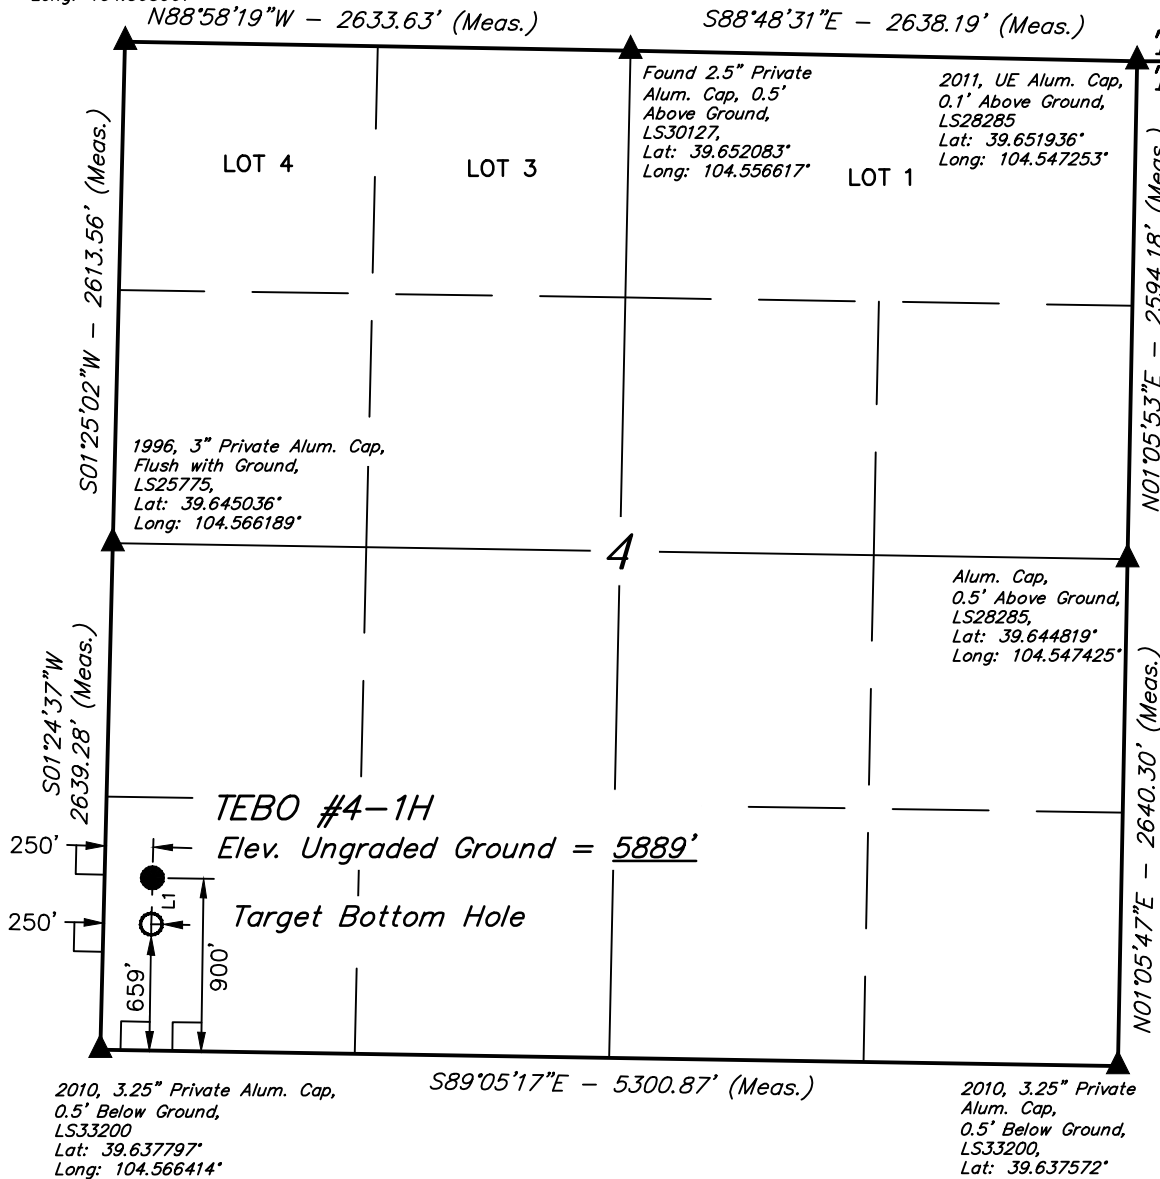 N88°58'19"W - 2633.63' (Meas.)
S88°48'31"E - 2638.19' (Meas.)
Found 2.5" Private
Alum. Cap, 0.5'
Above Ground,
LS30127,
Lat: 39.652083°
Long: 104.556617°
2011, UE Alum. Cap,
0.1' Above Ground,
LS28285
Lat: 39.651936°
Long: 104.547253°
LOT 4
LOT 3
LOT 1
S01°25'02"W - 2613.56' (Meas.)
N01°05'53"E - 2594.18' (Meas.)
1996, 3" Private Alum. Cap,
Flush with Ground,
LS25775,
Lat: 39.645036°
Long: 104.566189°
4
Alum. Cap,
0.5' Above Ground,
LS28285,
Lat: 39.644819°
Long: 104.547425°
S01°24'37"W
2639.28' (Meas.)
N01°05'47"E - 2640.30' (Meas.)
TEBO #4-1H
Elev. Ungraded Ground = 5889'
250'
L1
250'
Target Bottom Hole
659'
900'
S89°05'17"E - 5300.87' (Meas.)
2010, 3.25" Private Alum. Cap,
0.5' Below Ground,
LS33200
Lat: 39.637797°
Long: 104.566414°
2010, 3.25" Private
Alum. Cap,
0.5' Below Ground,
LS33200,
Lat: 39.637572°